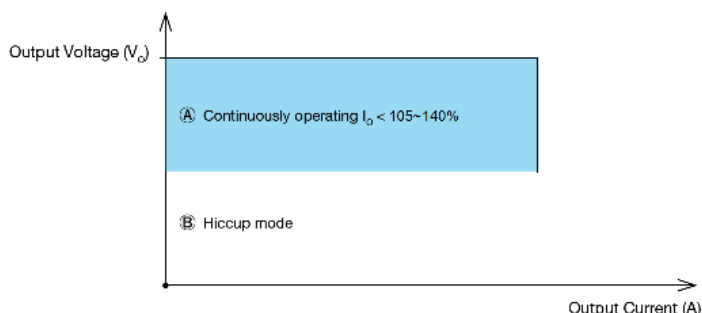 Output Voltage (Vₒ)
Ⓐ Continuously operating Iₒ < 105~140%
Ⓑ Hiccup mode
Output Current (A)